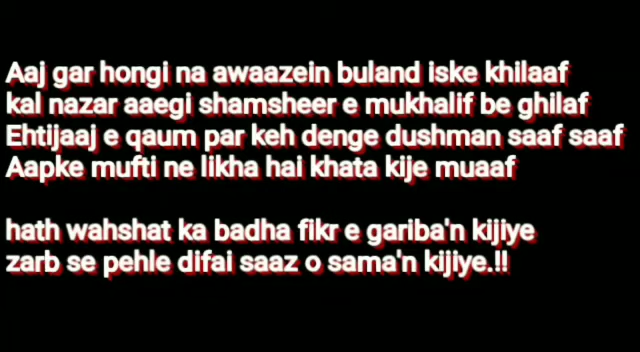 Aaj gar hongi na awaazein buland iske khilaaf
kal nazar aaegi shamsheer e mukhalif be ghilaf
Ehtijaaj e qaum par keh denge dushman saaf saaf
Aapke mufti ne likha hai khata kije muaaf
hath wahshat ka badha fikr e gariba'n kijiye
zarb se pehle difai saaz o sama'n kijiye.!!